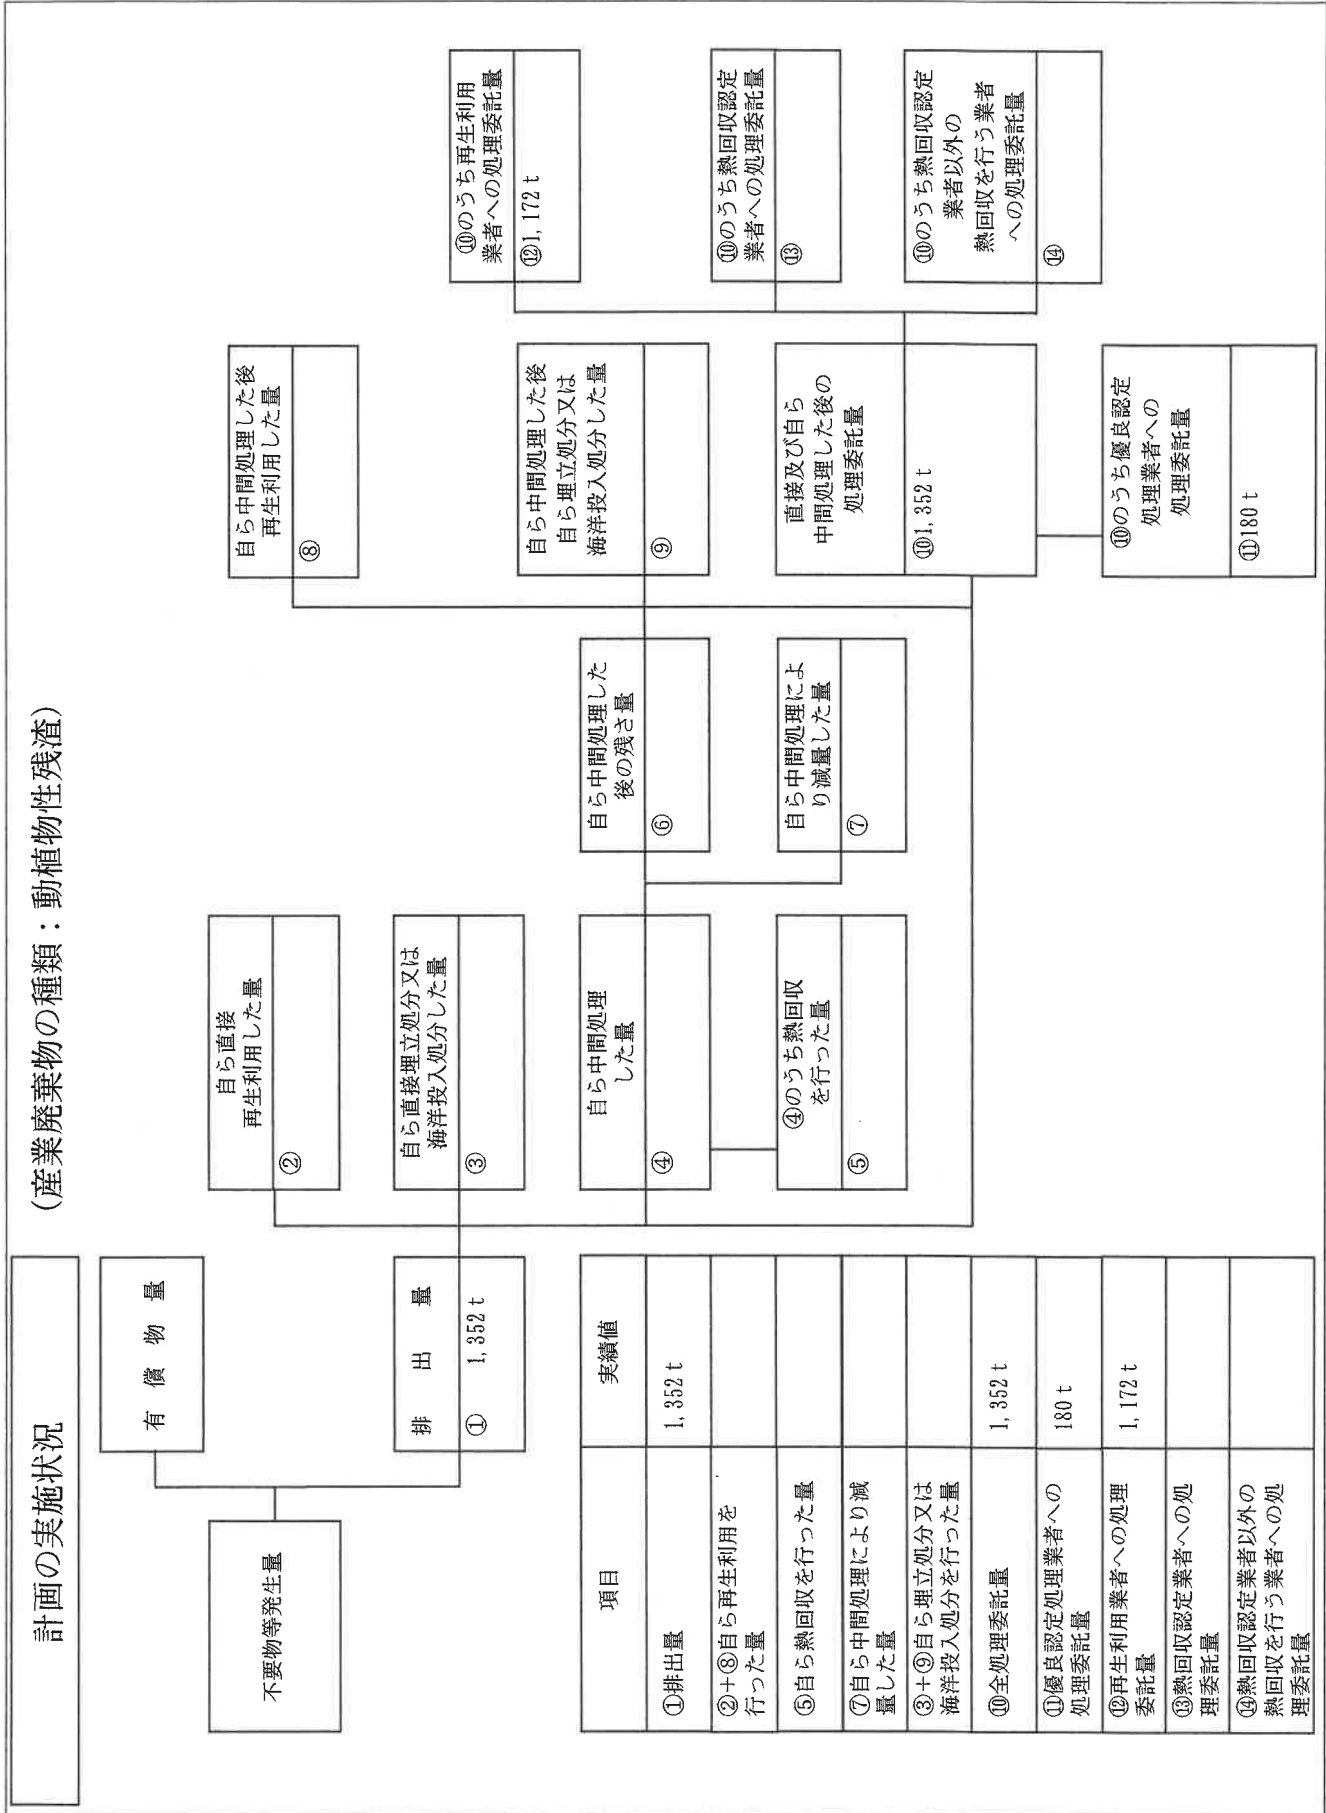 計画の実施状況
(産業廃棄物の種類：動植物性残渣)
不要物等発生量
有償物量
排出量
① 1,352ｔ
自ら直接
再生利用した量
②
自ら直接埋立処分又は
海洋投入処分した量
③
自ら中間処理
した量
④
④のうち熱回収
を行った量
⑤
自ら中間処理した
後の残さ量
⑥
自ら中間処理によ
り減量した量
⑦
自ら中間処理した後
再生利用した量
⑧
自ら中間処理した後
自ら埋立処分又は
海洋投入処分した量
⑨
直接及び自ら
中間処理した後の
処理委託量
⑩1,352ｔ
⑩のうち優良認定
処理業者への
処理委託量
⑪180ｔ
⑩のうち再生利用
業者への処理委託量
⑫1,172ｔ
⑩のうち熱回収認定
業者への処理委託量
⑬
⑩のうち熱回収認定
業者以外の
熱回収を行う業者
への処理委託量
⑭
項目 実績値
①排出量 1,352ｔ
②＋⑧自ら再生利用を
行った量
⑤自ら熱回収を行った量
⑦自ら中間処理により減
量した量
③＋⑨自ら埋立処分又は
海洋投入処分を行った量
⑩全処理委託量 1,352ｔ
⑪優良認定処理業者への
処理委託量 180ｔ
⑫再生利用業者への処理
委託量 1,172ｔ
⑬熱回収認定業者への処
理委託量
⑭熱回収認定業者以外の
熱回収を行う業者への処
理委託量